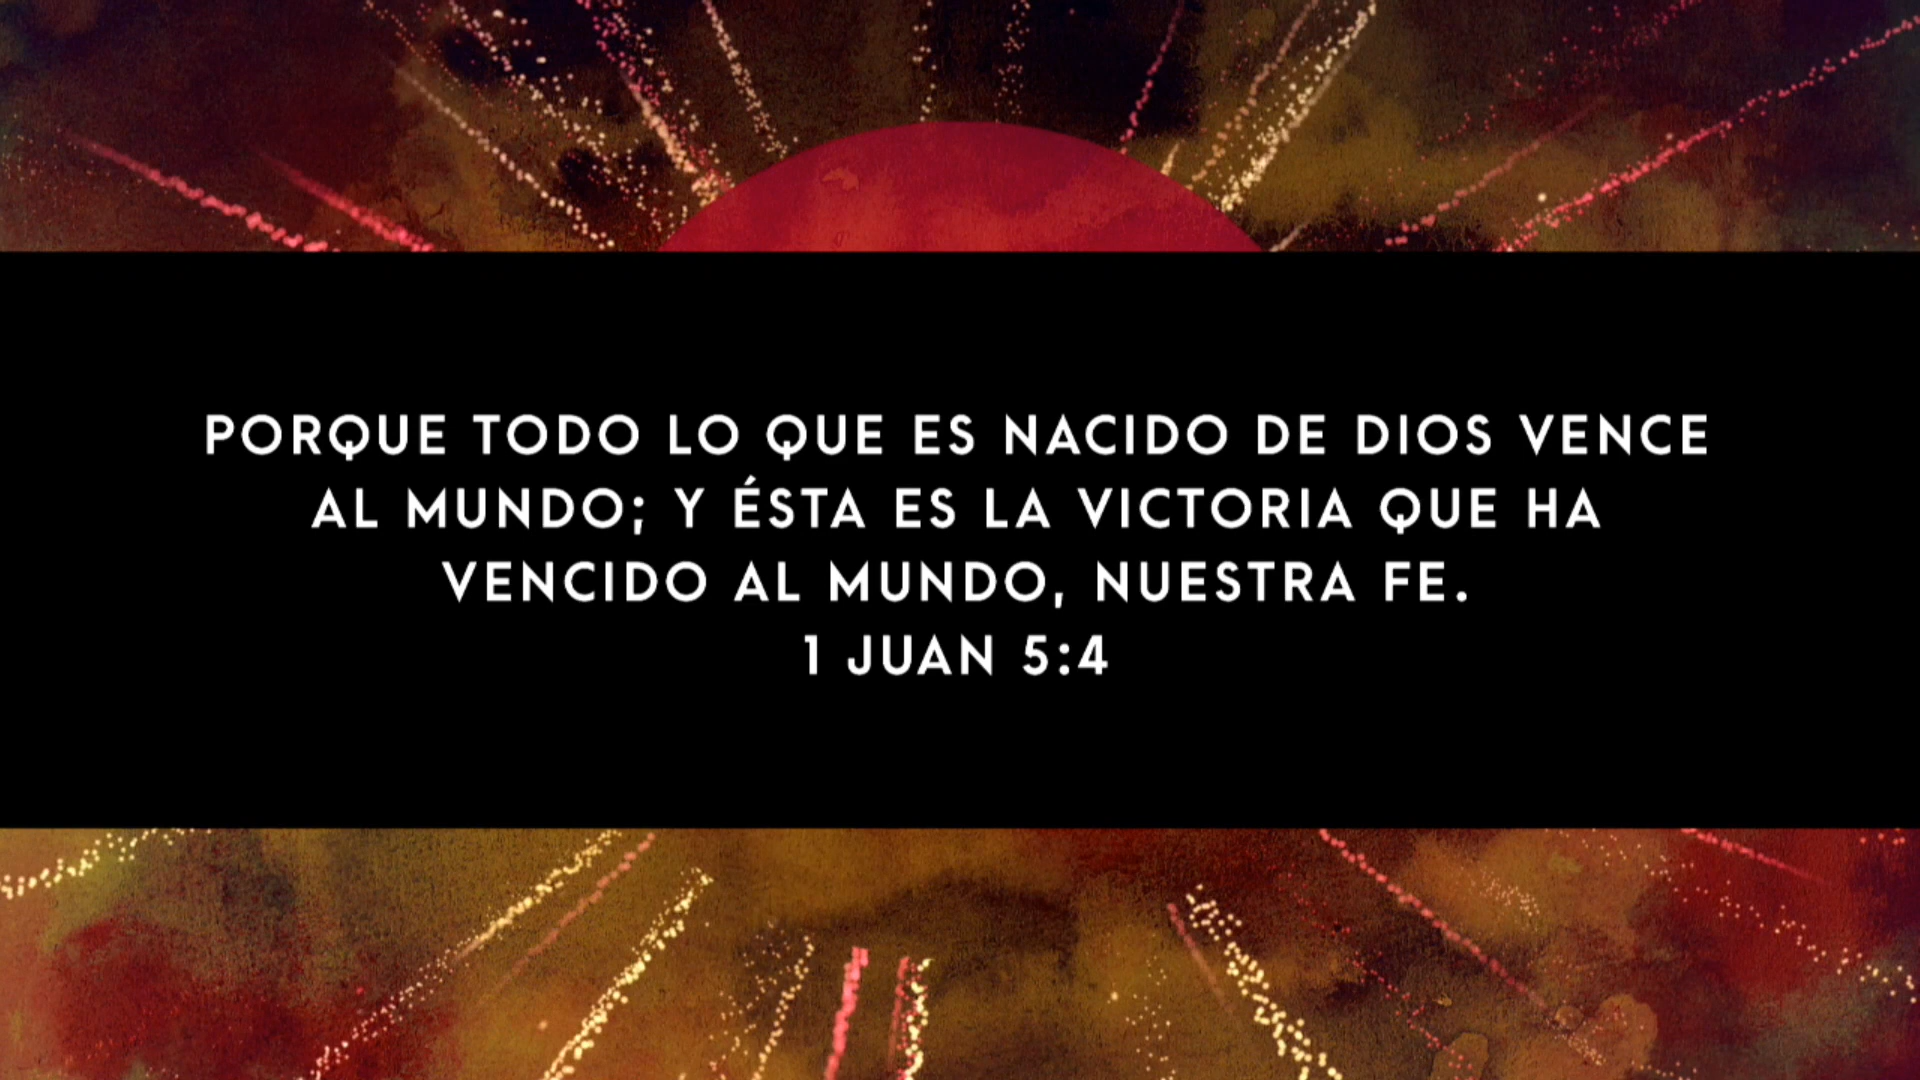 PORQUE TODO LO QUE ES NACIDO DE DIOS VENCE
AL MUNDO; Y ÉSTA ES LA VICTORIA QUE HA
VENCIDO AL MUNDO, NUESTRA FE.
1 JUAN 5:4